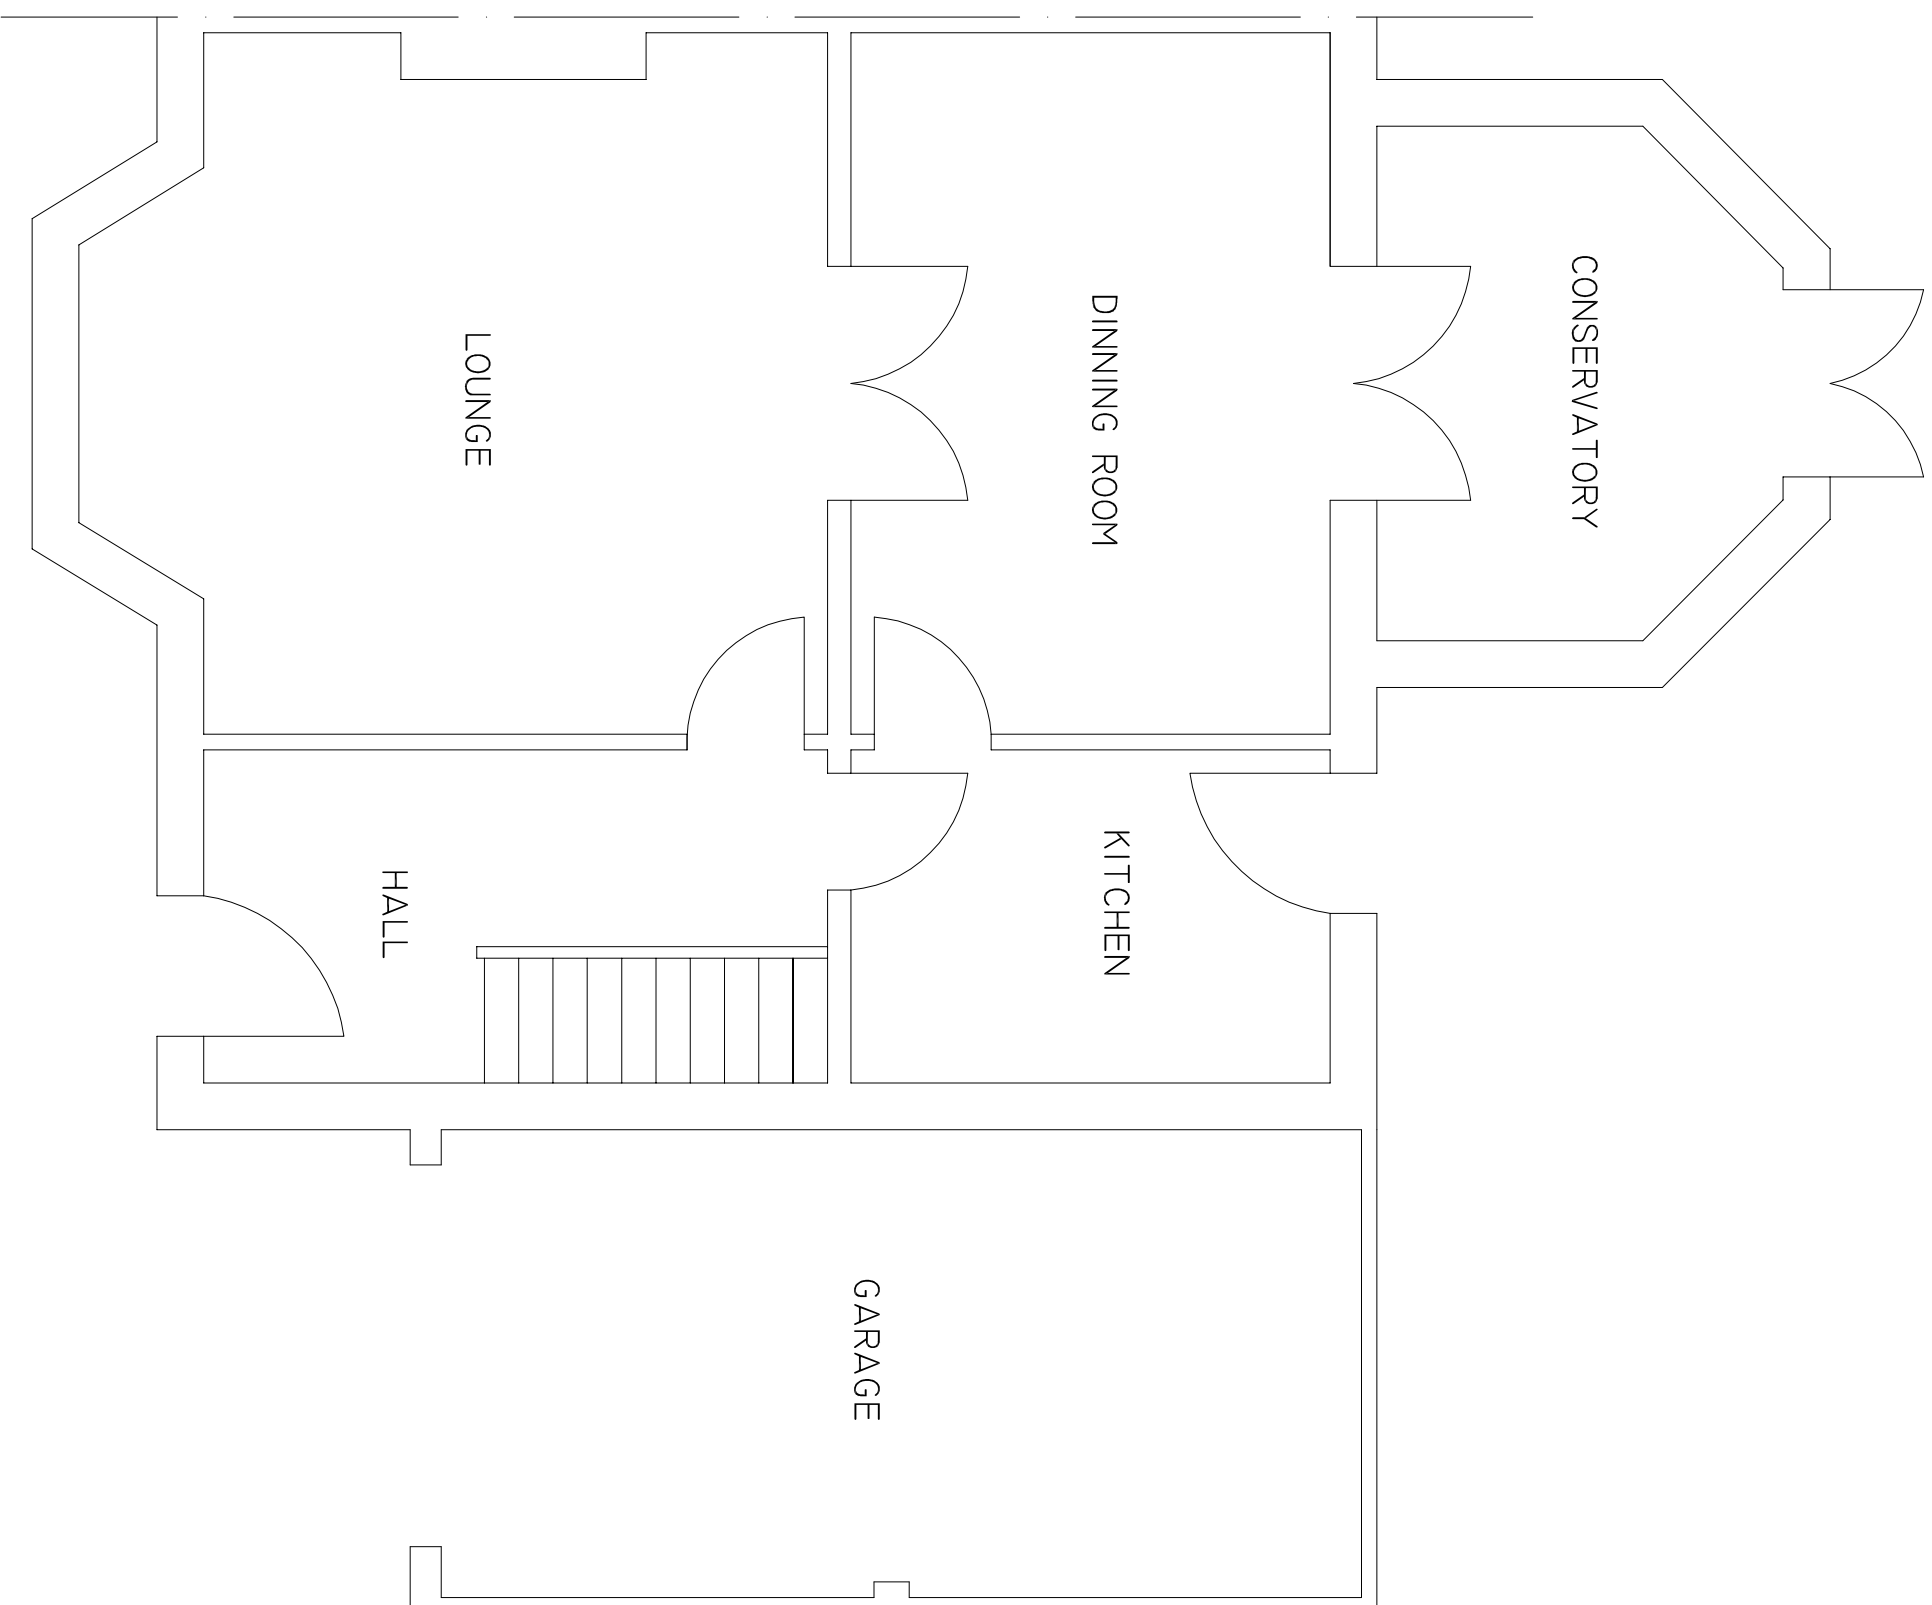 CONSERVATORY
DINNING ROOM
LOUNGE
KITCHEN
HALL
GARAGE